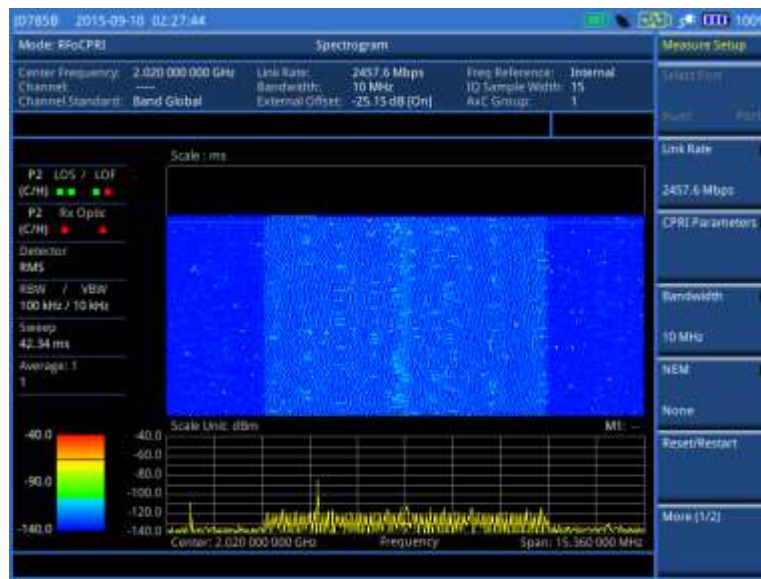 JD785B 2015-09-10 02:27:44 100%
Mode: RFoCPRI Spectrogram Measure Setup
Center Frequency: 2.020 000 000 GHz Link Rate: 2457.6 Mbps Freq Reference: Internal
Channel: ---- Bandwidth: 10 MHz IQ Sample Width: 15
Channel Standard: Band Global External Offset: -25.15 dB [On] AxC Group: 1
Select Port
Port1 Port
Scale : ms
Link Rate
2457.6 Mbps
P2 LOS / LOF
(C/H)
P2 Rx Optic
(C/H)
CPRI Parameters
Detector
RMS
RBW / VBW
100 kHz / 10 kHz
Bandwidth
10 MHz
Sweep
42.34 ms
Average: 1
1
NEM
None
Scale Unit: dBm M1: --
Reset/Restart
-40.0
-90.0
-140.0
-40.0
-60.0
-80.0
-100.0
-120.0
-140.0
More (1/2)
Center: 2.020 000 000 GHz Frequency Span: 15.360 000 MHz